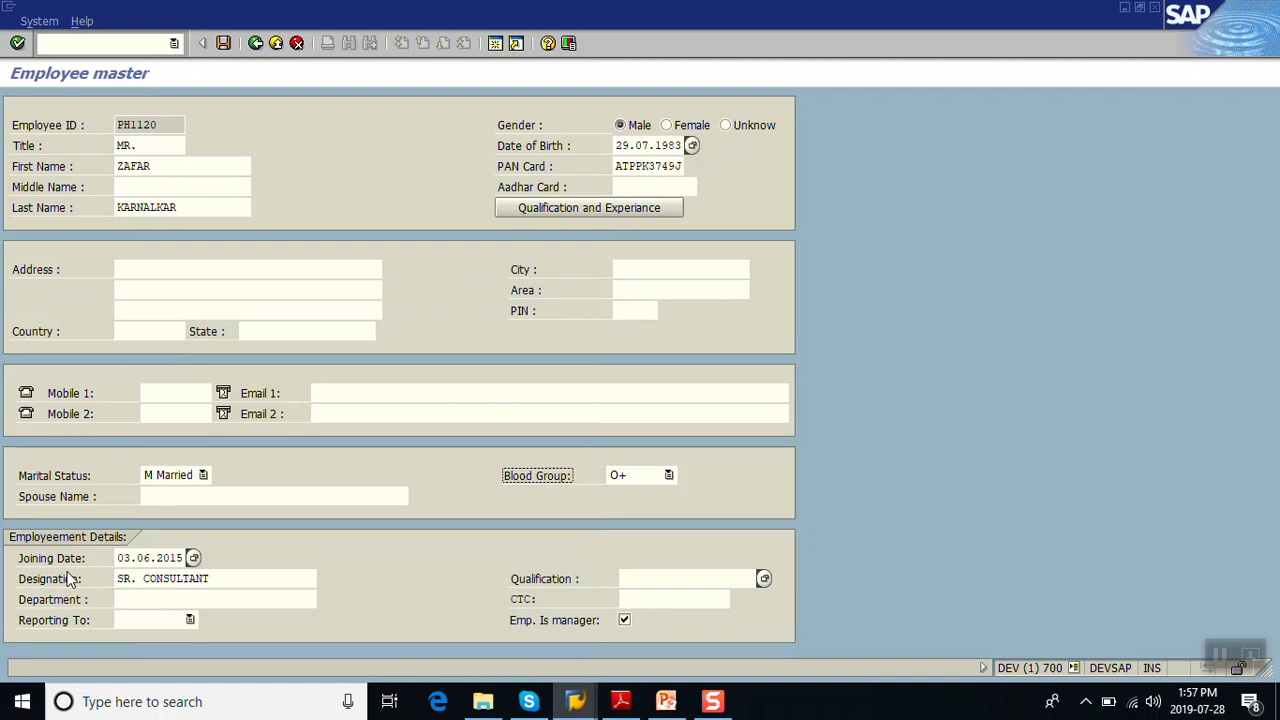 System Help
SAP
Employee master
Employee ID : PH1120 Gender : Male Female Unknow
Title : MR. Date of Birth : 29.07.1983
First Name : ZAFAR PAN Card : ATPPK3749J
Middle Name : Aadhar Card :
Last Name : KARNALKAR Qualification and Experiance
Address : City :
Area :
PIN :
Country : State :
Mobile 1: Email 1:
Mobile 2: Email 2 :
Marital Status: M Married Blood Group: O+
Spouse Name :
Employeement Details:
Joining Date: 03.06.2015
Designation: SR. CONSULTANT Qualification :
Department : CTC:
Reporting To: Emp. Is manager:
DEV (1) 700 DEVSAP INS
Type here to search
1:57 PM
2019-07-28
8